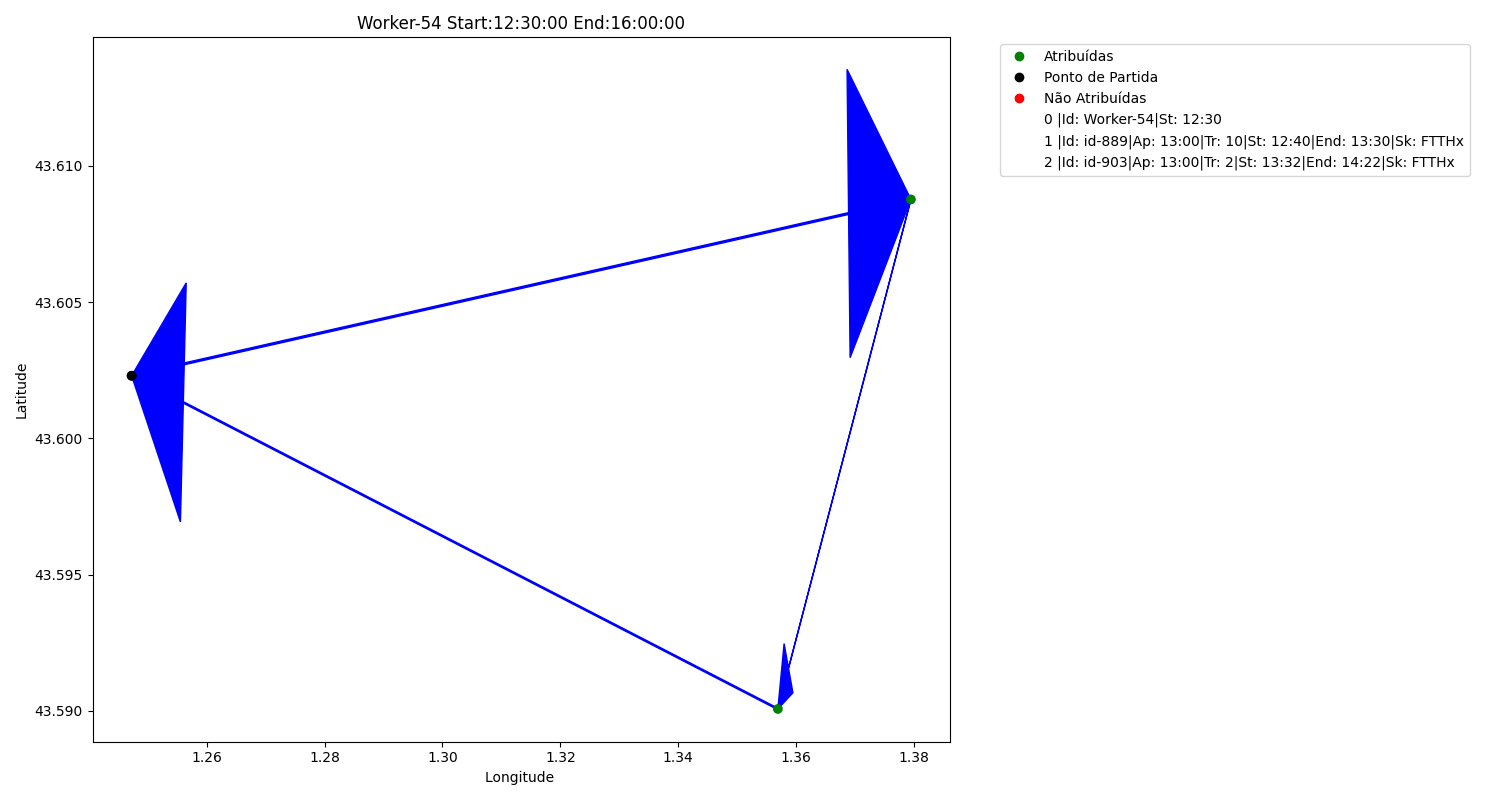 Worker-54 Start:12:30:00 End:16:00:00
Atribuídas
Ponto de Partida
Não Atribuídas
0 |Id: Worker-54|St: 12:30
1 |Id: id-889|Ap: 13:00|Tr: 10|St: 12:40|End: 13:30|Sk: FTTHx
2 |Id: id-903|Ap: 13:00|Tr: 2|St: 13:32|End: 14:22|Sk: FTTHx
Latitude
43.610
43.605
43.600
43.595
43.590
1.26 1.28 1.30 1.32 1.34 1.36 1.38
Longitude